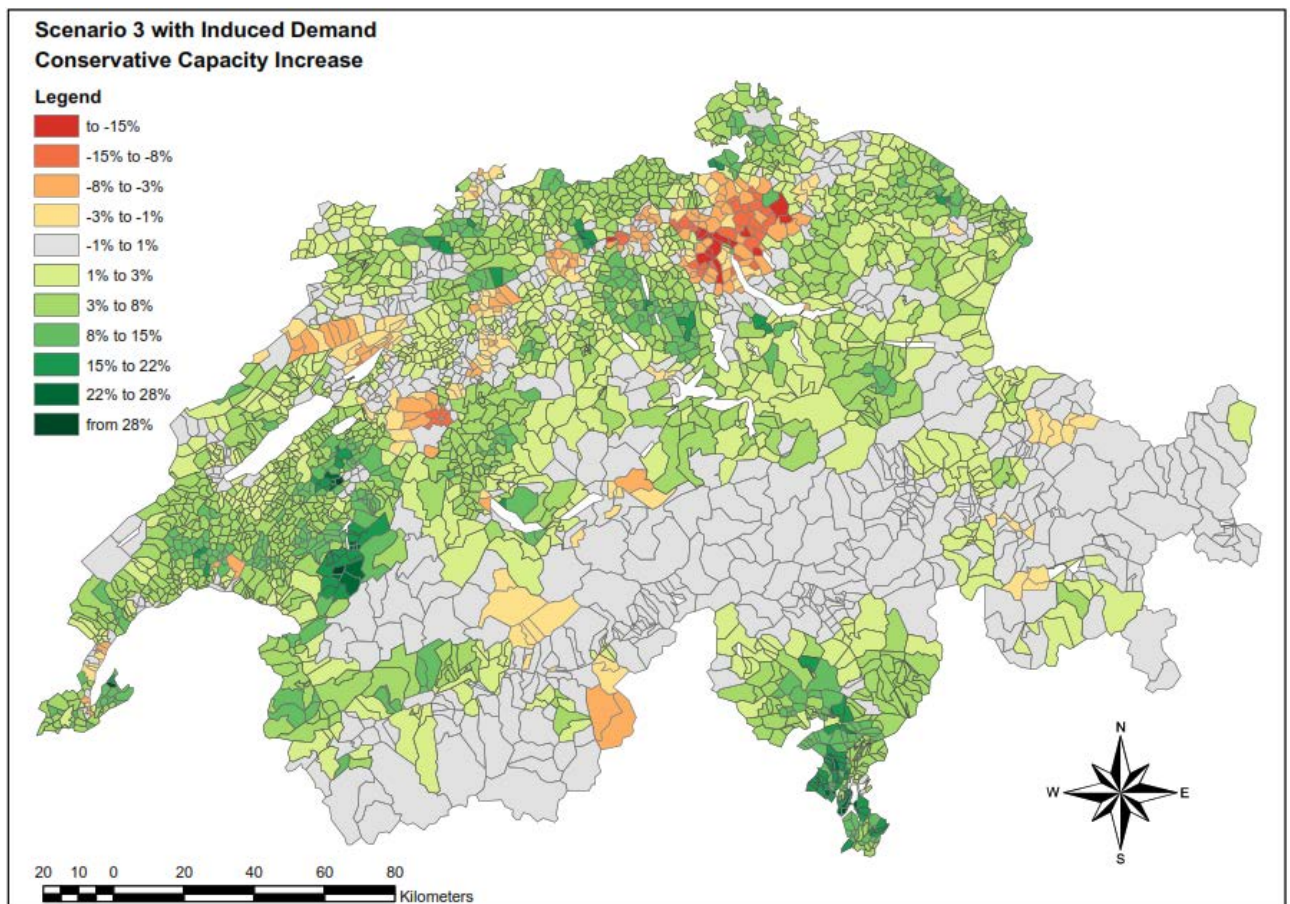 Scenario 3 with Induced Demand
Conservative Capacity Increase
Legend
to -15%
-15% to -8%
-8% to -3%
-3% to -1%
-1% to 1%
1% to 3%
3% to 8%
8% to 15%
15% to 22%
22% to 28%
from 28%
N
W E
S
20 10 0 20 40 60 80
Kilometers